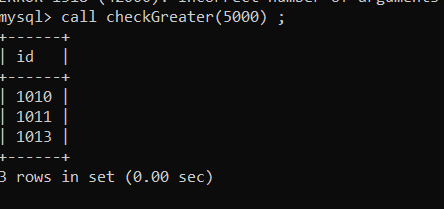 mysql> call checkGreater(5000) ;
+------+
| id   |
+------+
| 1010 |
| 1011 |
| 1013 |
+------+
3 rows in set (0.00 sec)